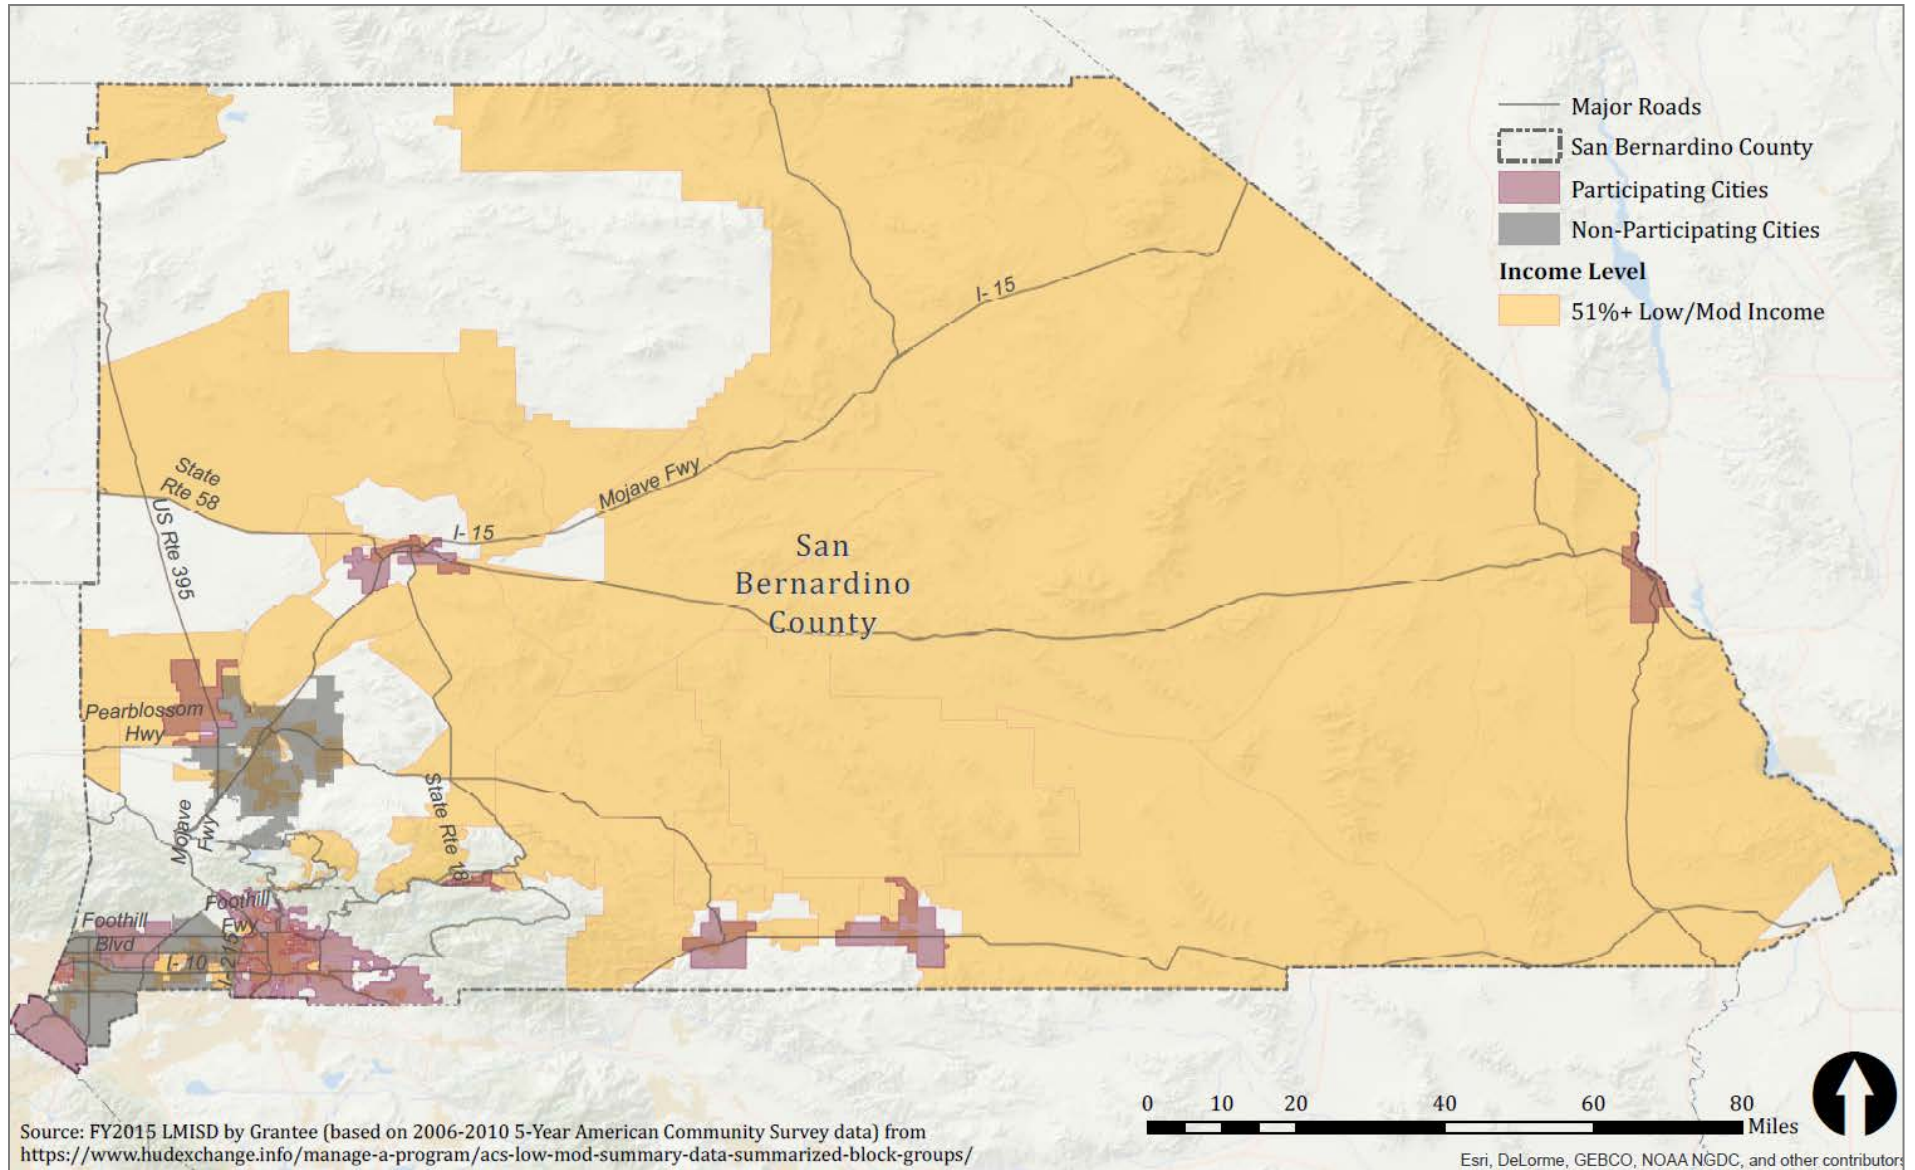 Major Roads
San Bernardino County
Participating Cities
Non-Participating Cities
Income Level
51%+ Low/Mod Income
I- 15
State
Rte 58
US Rte 395
Mojave Fwy
I- 15
San
Bernardino
County
Pearblossom
Hwy
Mojave
Fwy
State Rte 18
Foothill
Fwy
Foothill
Blvd
I- 10
I- 215
0 10 20 40 60 80
Miles
Source: FY2015 LMISD by Grantee (based on 2006-2010 5-Year American Community Survey data) from
https://www.hudexchange.info/manage-a-program/acs-low-mod-summary-data-summarized-block-groups/
Esri, DeLorme, GEBCO, NOAA NGDC, and other contributors